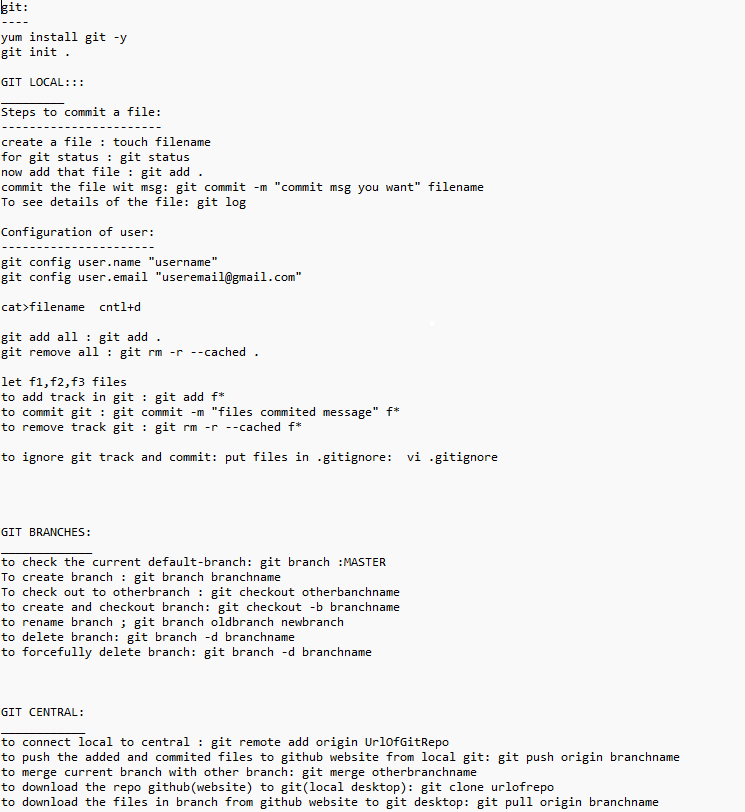 git:
----
yum install git -y
git init .
GIT LOCAL:::
_________
Steps to commit a file:
-----------------------
create a file : touch filename
for git status : git status
now add that file : git add .
commit the file wit msg: git commit -m "commit msg you want" filename
To see details of the file: git log
Configuration of user:
----------------------
git config user.name "username"
git config user.email "useremail@gmail.com"
cat>filename  cntl+d
git add all : git add .
git remove all : git rm -r --cached .
let f1,f2,f3 files
to add track in git : git add f*
to commit git : git commit -m "files commited message" f*
to remove track git : git rm -r --cached f*
to ignore git track and commit: put files in .gitignore:  vi .gitignore
GIT BRANCHES:
_____________
to check the current default-branch: git branch :MASTER
To create branch : git branch branchname
To check out to otherbranch : git checkout otherbanchname
to create and checkout branch: git checkout -b branchname
to rename branch ; git branch oldbranch newbranch
to delete branch: git branch -d branchname
to forcefully delete branch: git branch -d branchname
GIT CENTRAL:
____________
to connect local to central : git remote add origin UrlOfGitRepo
to push the added and commited files to github website from local git: git push origin branchname
to merge current branch with other branch: git merge otherbranchname
to download the repo github(website) to git(local desktop): git clone urlofrepo
to download the files in branch from github website to git desktop: git pull origin branchname